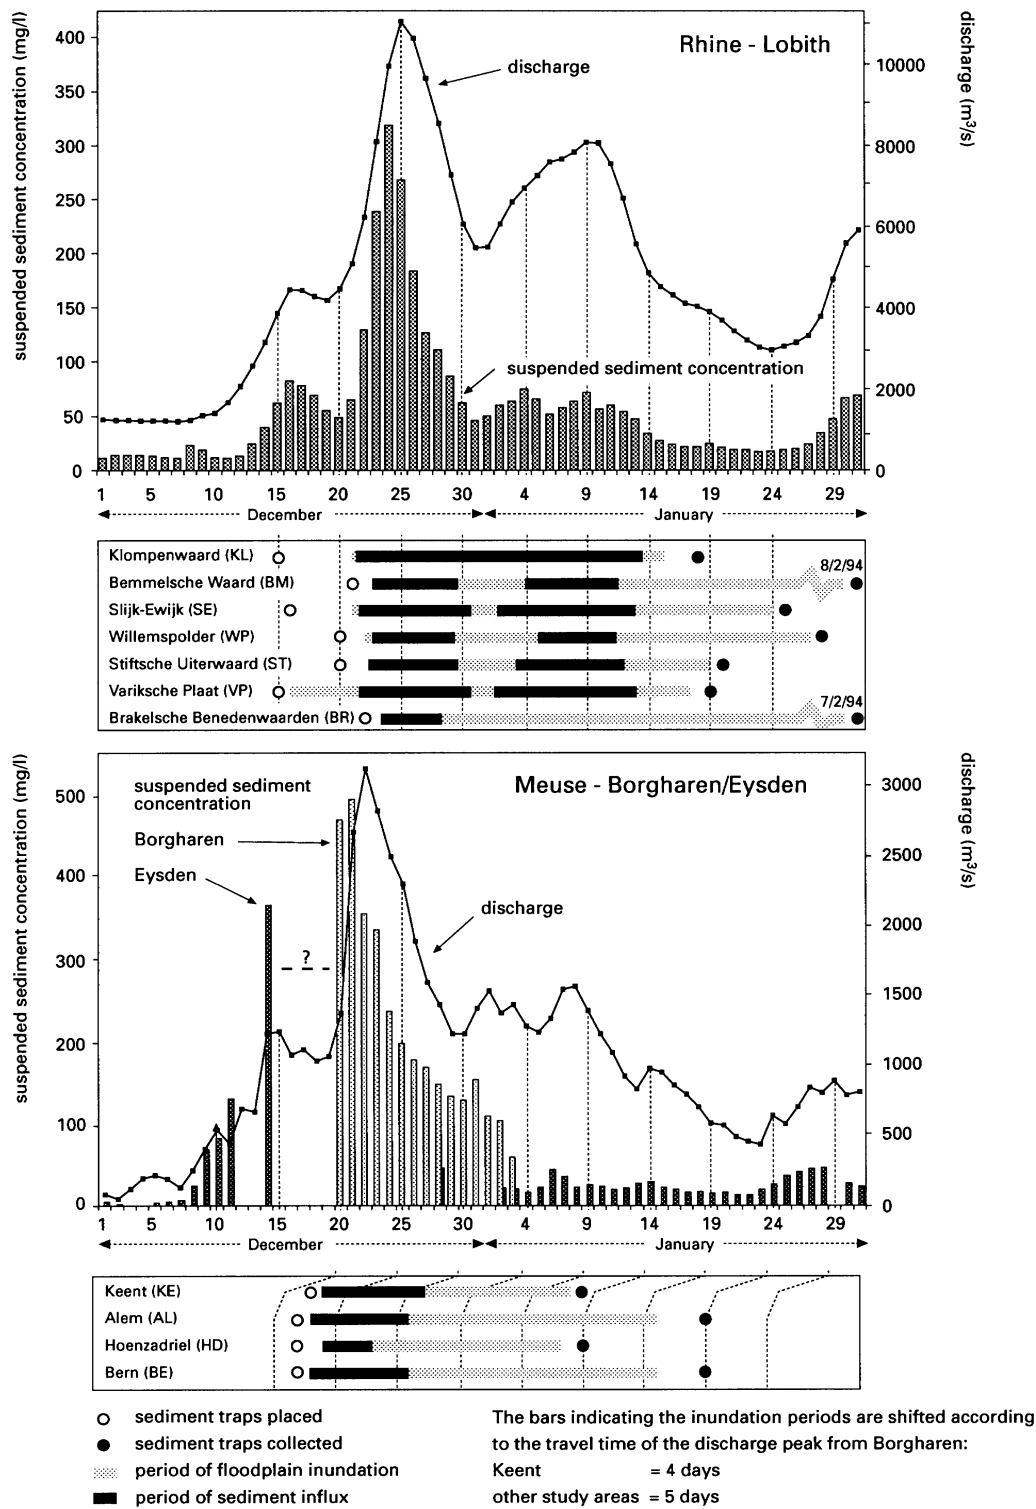 suspended sediment concentration (mg/l)
discharge (m³/s)
Rhine - Lobith
discharge
suspended sediment concentration
400
350
300
250
200
150
100
50
0
10000
8000
6000
4000
2000
0
1 5 10 15 20 25 30 4 9 14 19 24 29
December January
Klompenwaard (KL)
8/2/94
Bemmelsche Waard (BM)
Slijk-Ewijk (SE)
Willemspolder (WP)
Stiftsche Uiterwaard (ST)
Variksche Plaat (VP)
7/2/94
Brakelsche Benedenwaarden (BR)
suspended sediment concentration (mg/l)
discharge (m³/s)
Meuse - Borgharen/Eysden
suspended sediment
concentration
Borgharen
Eysden
discharge
?
500
400
300
200
100
0
3000
2500
2000
1500
1000
500
0
1 5 10 15 20 25 30 4 9 14 19 24 29
December January
Keent (KE)
Alem (AL)
Hoenzadriel (HD)
Bern (BE)
sediment traps placed
sediment traps collected
period of floodplain inundation
period of sediment influx
The bars indicating the inundation periods are shifted according
to the travel time of the discharge peak from Borgharen:
Keent = 4 days
other study areas = 5 days